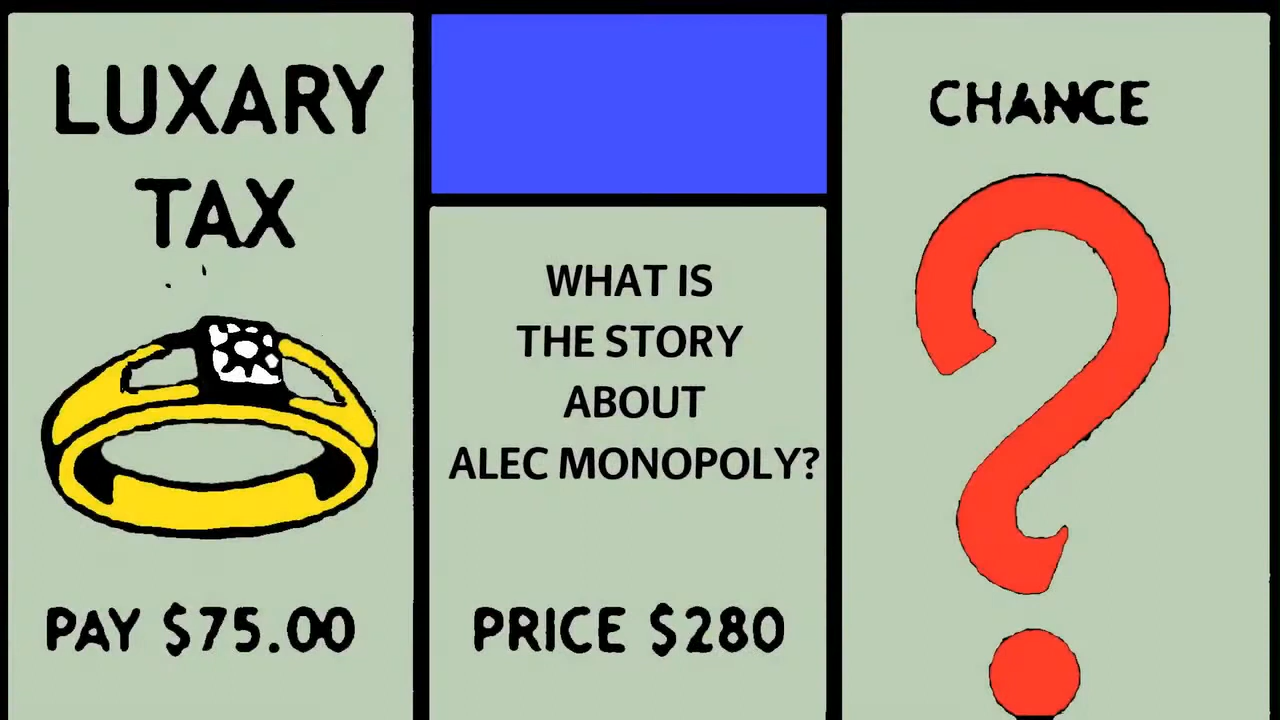 LUXARY
TAX
PAY $75.00
WHAT IS
THE STORY
ABOUT
ALEC MONOPOLY?
PRICE $280
CHANCE
?